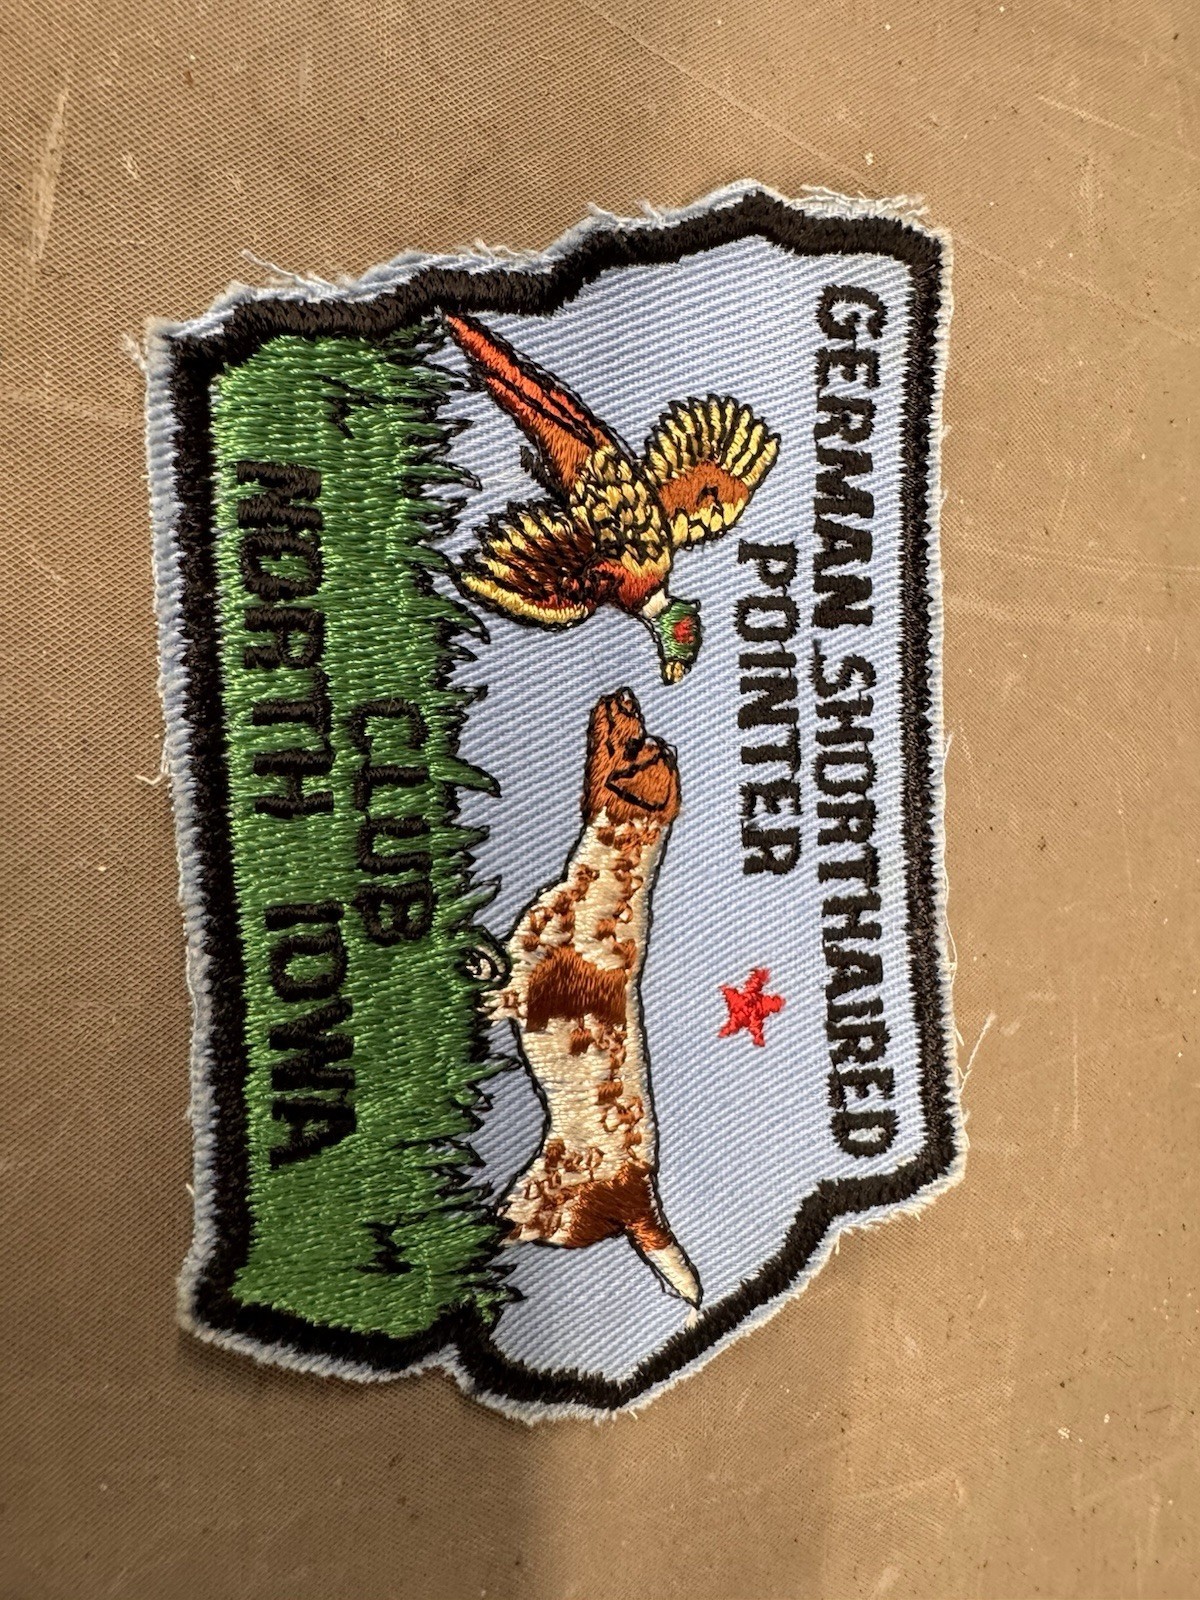 GERMAN SHORTHAIRED
POINTER
CLUB
NORTH IOWA